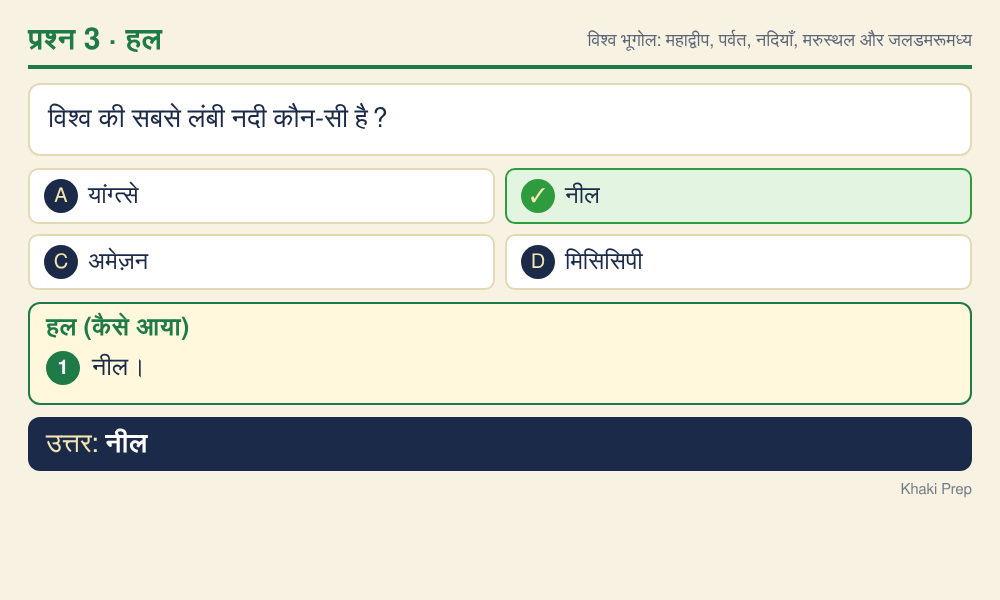 प्रश्न 3 · हल
विश्व भूगोल: महाद्वीप, पर्वत, नदियाँ, मरुस्थल और जलडमरूमध्य
विश्व की सबसे लंबी नदी कौन-सी है ?
A यांग्त्से
✓ नील
C अमेज़न
D मिसिसिपी
हल (कैसे आया)
1 नील।
उत्तर: नील
Khaki Prep